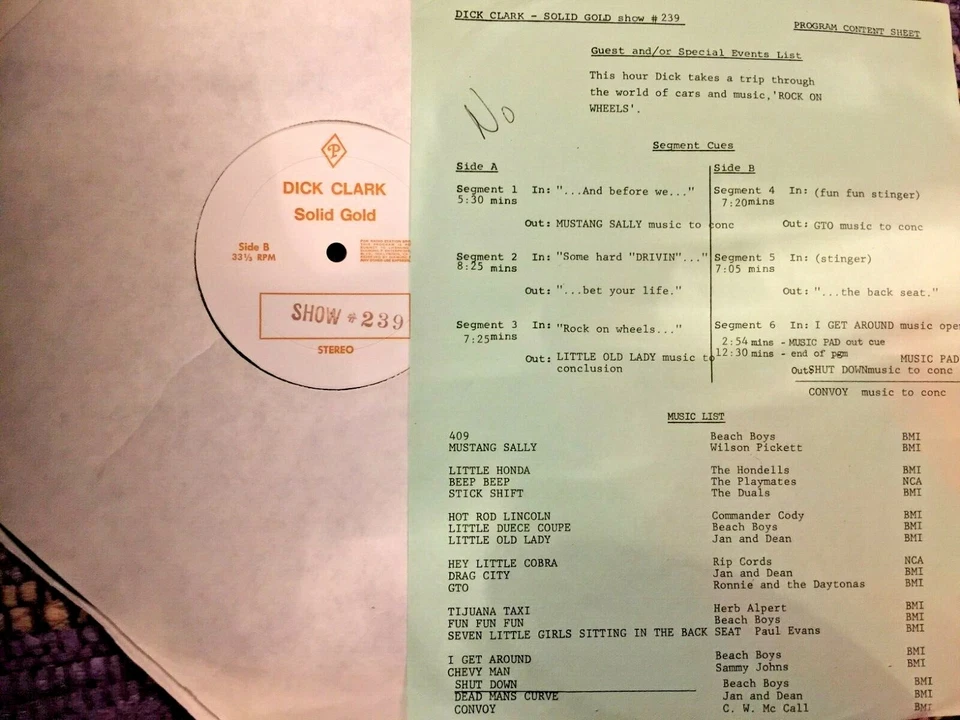 P
DICK CLARK
Solid Gold
Side B
33⅓ RPM
SHOW #239
STEREO
DICK CLARK - SOLID GOLD show #239
PROGRAM CONTENT SHEET
Guest and/or Special Events List
This hour Dick takes a trip through
the world of cars and music,'ROCK ON
WHEELS'.
No
Segment Cues
Side A
Segment 1 In: "...And before we..."
5:30 mins
Out: MUSTANG SALLY music to conc
Segment 2 In: "Some hard "DRIVIN"..."
8:25 mins
Out: "...bet your life."
Segment 3 In: "Rock on wheels..."
7:25mins
Out: LITTLE OLD LADY music to
conclusion
Side B
Segment 4 In: (fun fun stinger)
7:20mins
Out: GTO music to conc
Segment 5 In: (stinger)
7:05 mins
Out: "...the back seat."
Segment 6 In: I GET AROUND music ope
2:54 mins - MUSIC PAD out cue
12:30 mins - end of pgm MUSIC PAD
Out:SHUT DOWNmusic to conc
CONVOY music to conc
MUSIC LIST
409 Beach Boys BMI
MUSTANG SALLY Wilson Pickett BMI
LITTLE HONDA The Hondells BMI
BEEP BEEP The Playmates NCA
STICK SHIFT The Duals BMI
HOT ROD LINCOLN Commander Cody BMI
LITTLE DUECE COUPE Beach Boys BMI
LITTLE OLD LADY Jan and Dean BMI
HEY LITTLE COBRA Rip Cords NCA
DRAG CITY Jan and Dean BMI
GTO Ronnie and the Daytonas BMI
TIJUANA TAXI Herb Alpert BMI
FUN FUN FUN Beach Boys BMI
SEVEN LITTLE GIRLS SITTING IN THE BACK SEAT Paul Evans BMI
I GET AROUND Beach Boys BMI
CHEVY MAN Sammy Johns BMI
SHUT DOWN Beach Boys BMI
DEAD MANS CURVE Jan and Dean BMI
CONVOY C. W. Mc Call BMI